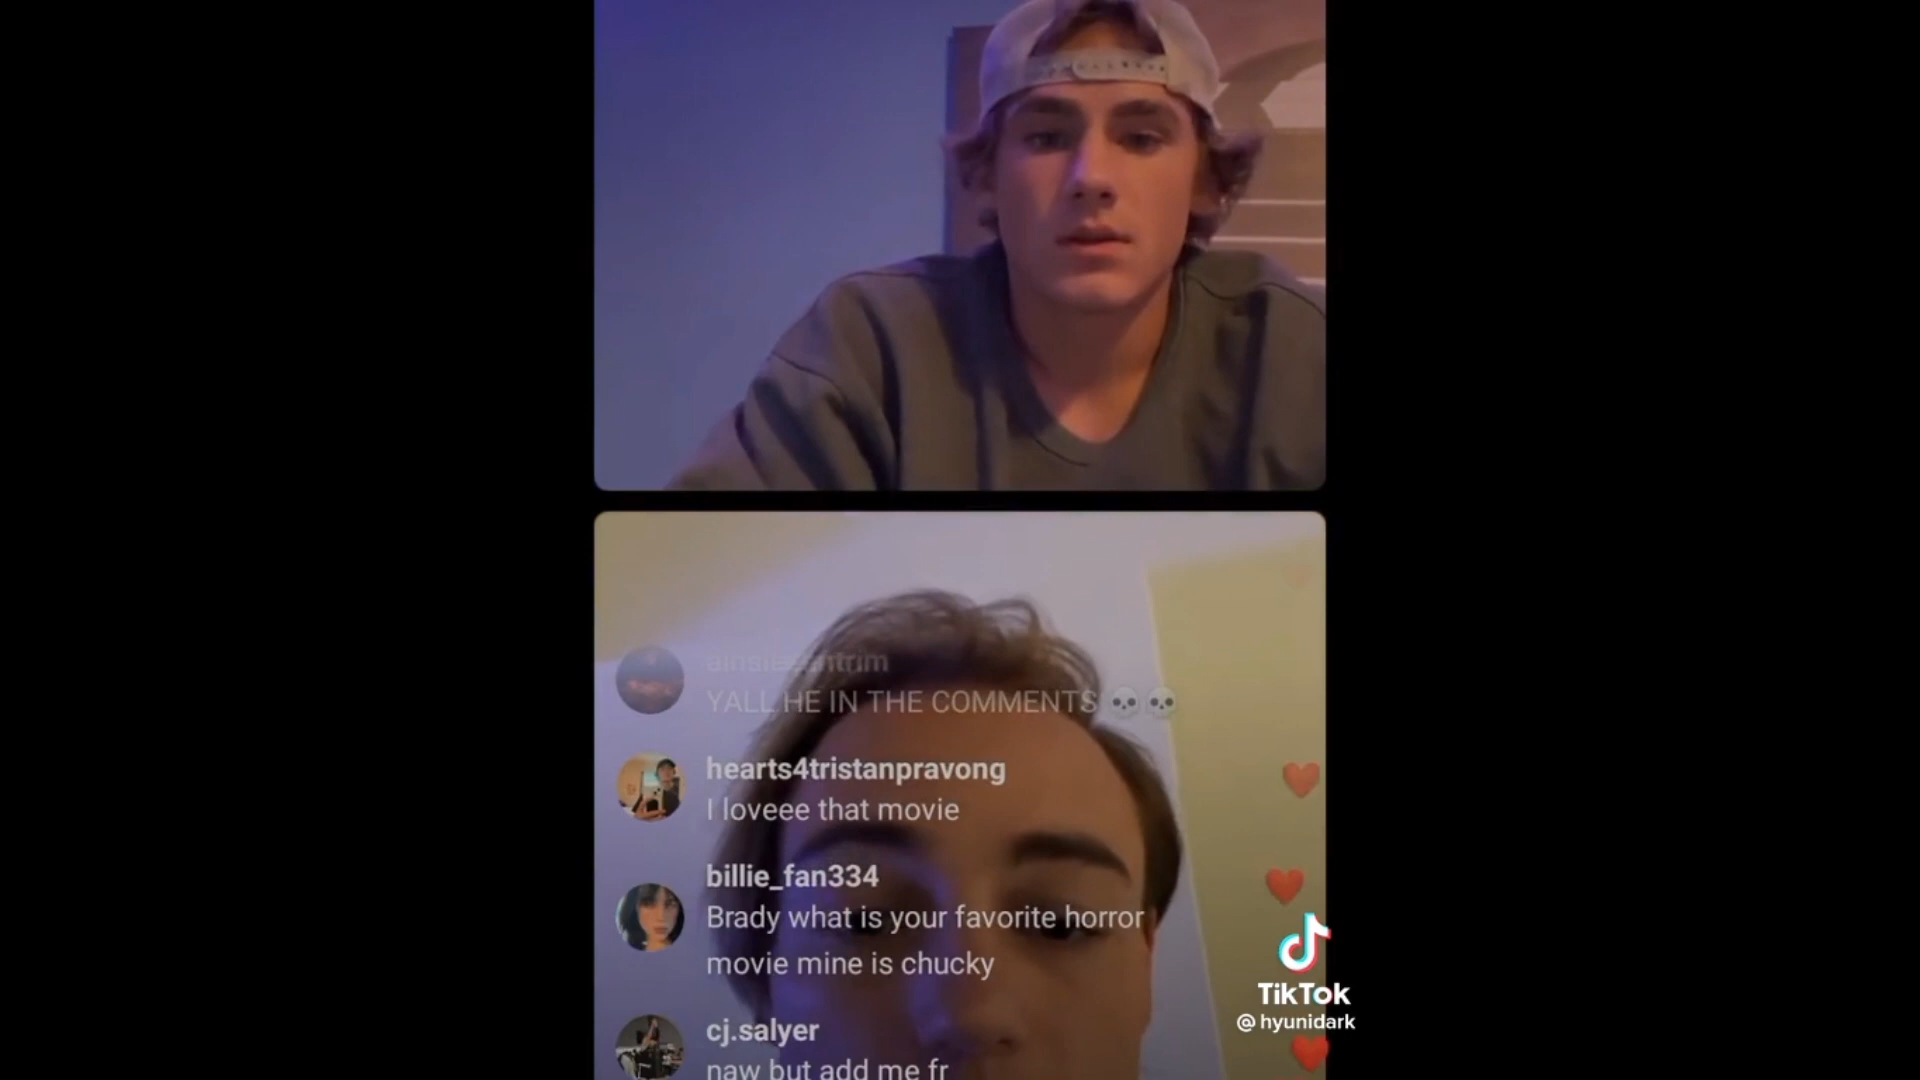 YALL HE IN THE COMMENTS 💀💀
hearts4tristanpravong
I loveee that movie
billie_fan334
Brady what is your favorite horror
movie mine is chucky
cj.salyer
naw but add me fr
TikTok
@hyunidark